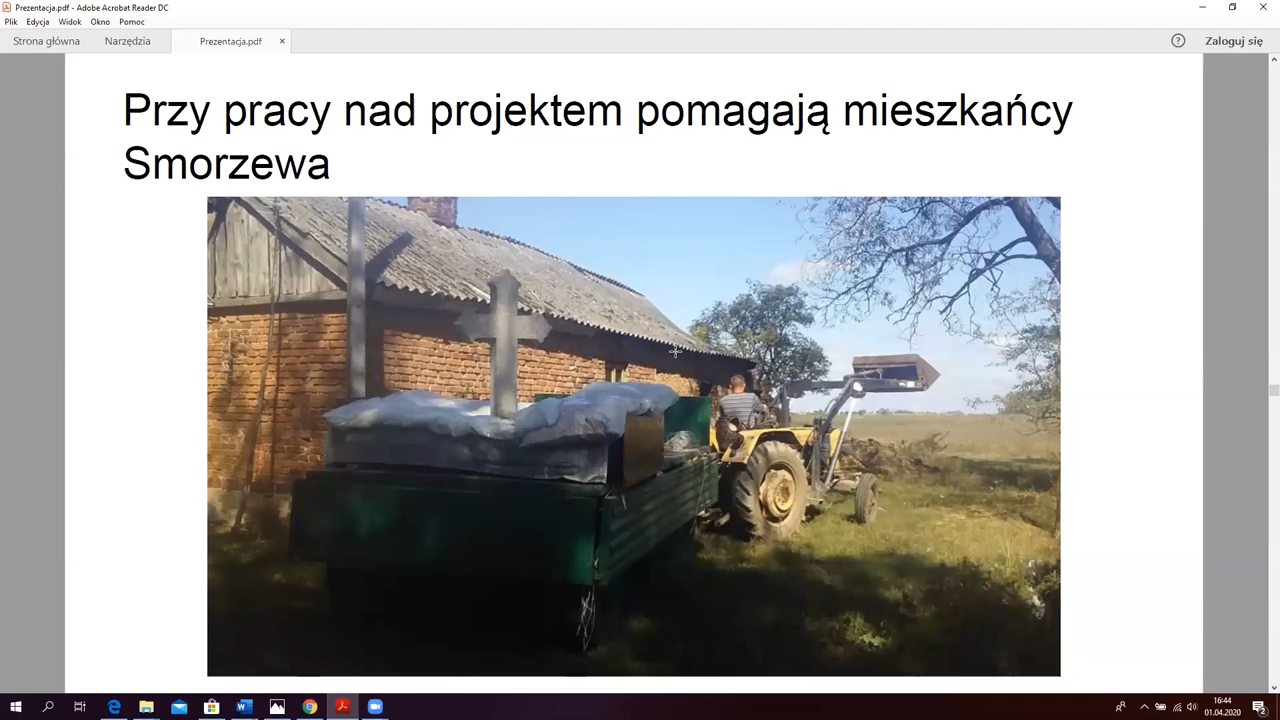 Prezentacja.pdf - Adobe Acrobat Reader DC
Plik Edycja Widok Okno Pomoc
Strona główna Narzędzia Prezentacja.pdf × ? Zaloguj się
Przy pracy nad projektem pomagają mieszkańcy
Smorzewa
16:44
01.04.2020
2